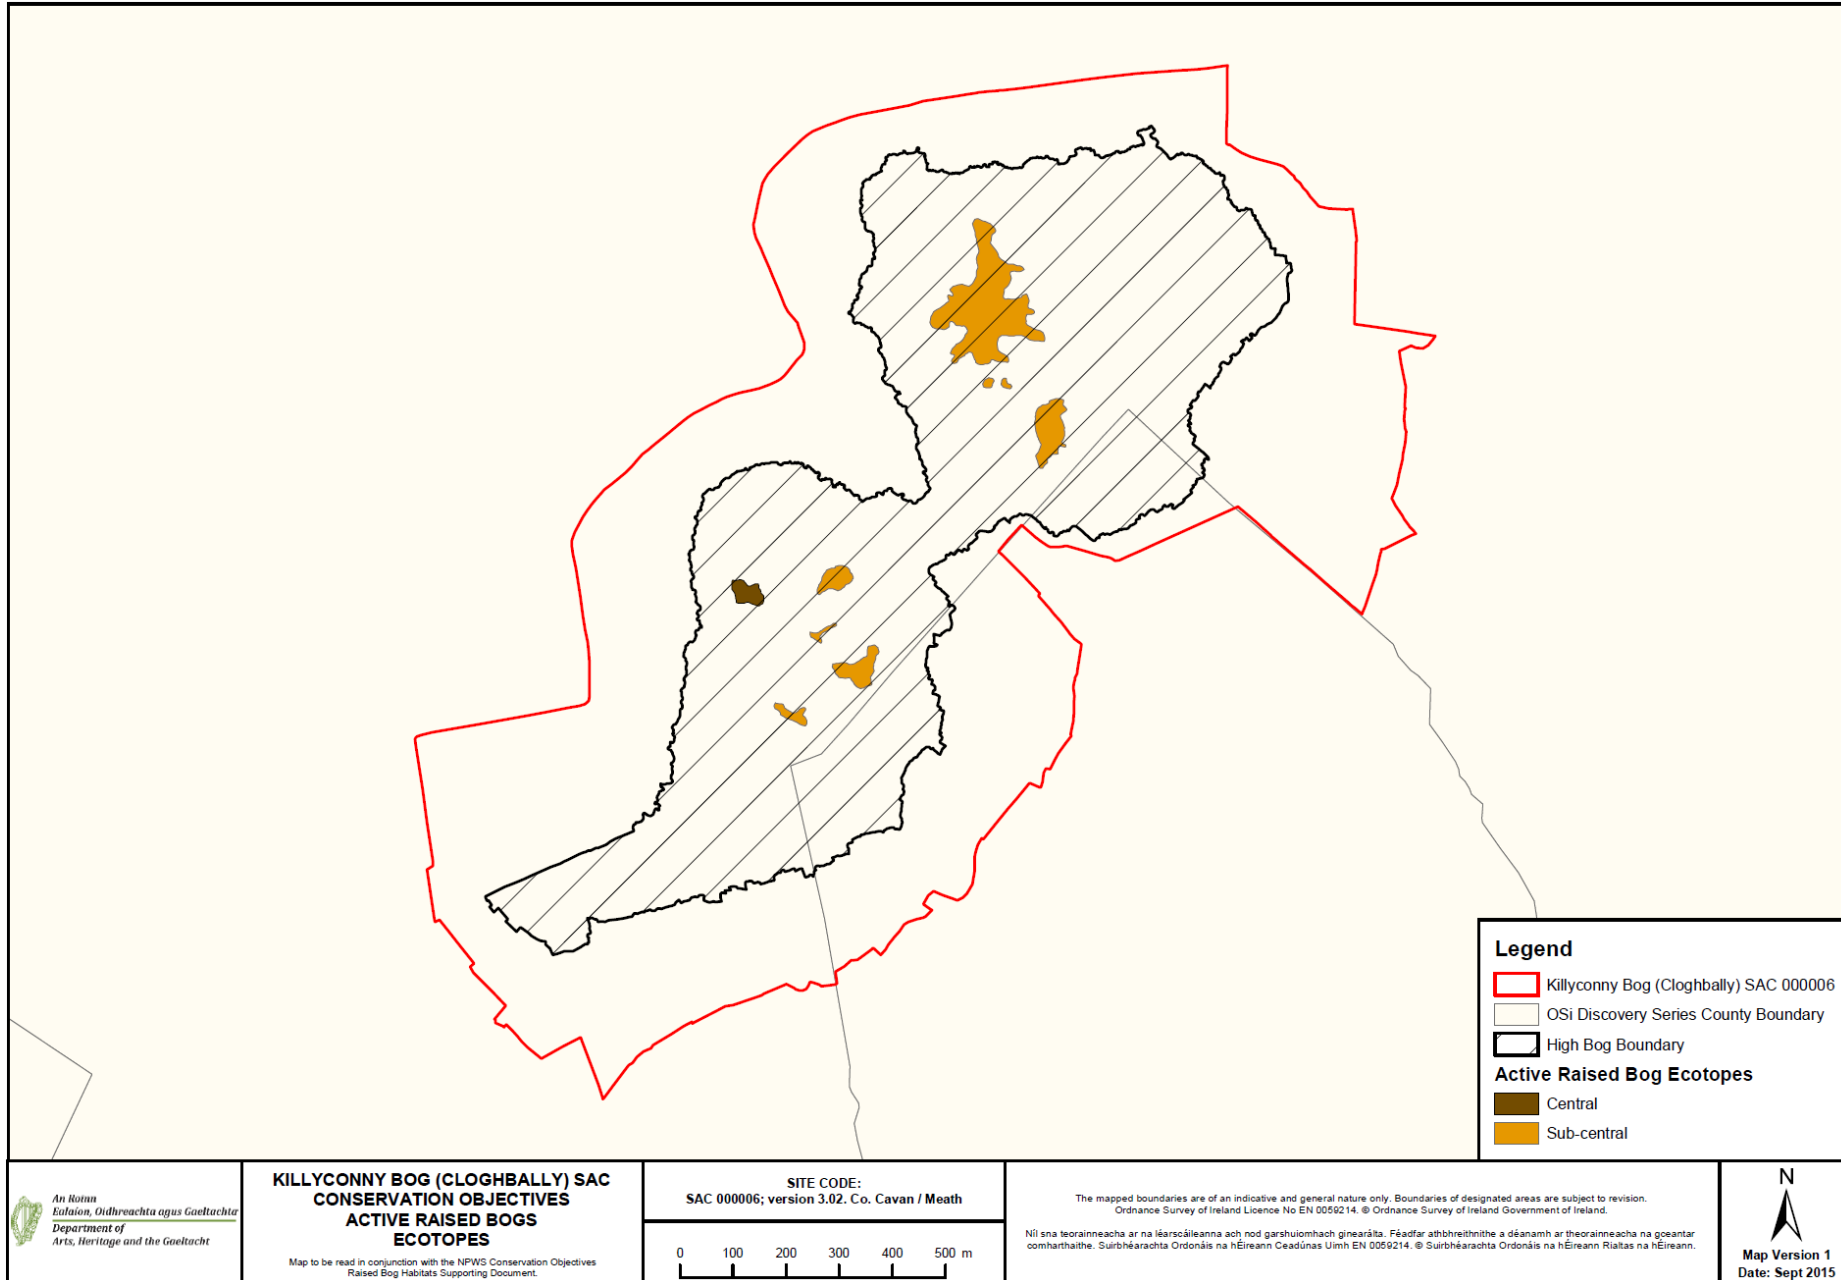 Legend
Killyconny Bog (Cloghbally) SAC 000006
OSi Discovery Series County Boundary
High Bog Boundary
Active Raised Bog Ecotopes
Central
Sub-central
An Roinn
Ealaíon, Oidhreachta agus Gaeltachta
Department of
Arts, Heritage and the Gaeltacht
KILLYCONNY BOG (CLOGHBALLY) SAC
CONSERVATION OBJECTIVES
ACTIVE RAISED BOGS
ECOTOPES
Map to be read in conjunction with the NPWS Conservation Objectives
Raised Bog Habitats Supporting Document.
SITE CODE:
SAC 000006; version 3.02. Co. Cavan / Meath
0 100 200 300 400 500 m
The mapped boundaries are of an indicative and general nature only. Boundaries of designated areas are subject to revision.
Ordnance Survey of Ireland Licence No EN 0059214. © Ordnance Survey of Ireland Government of Ireland.
Níl sna teorainneacha ar na léarscáileanna ach nod garshuiomhach ginearálta. Féadfar athbhreithnithe a déanamh ar theorainneacha na gceantar
comharthaithe. Suirbhéarachta Ordonáis na hÉireann Ceadúnas Uimh EN 0059214. © Suirbhéarachta Ordonáis na hÉireann Rialtas na hÉireann.
N
Map Version 1
Date: Sept 2015